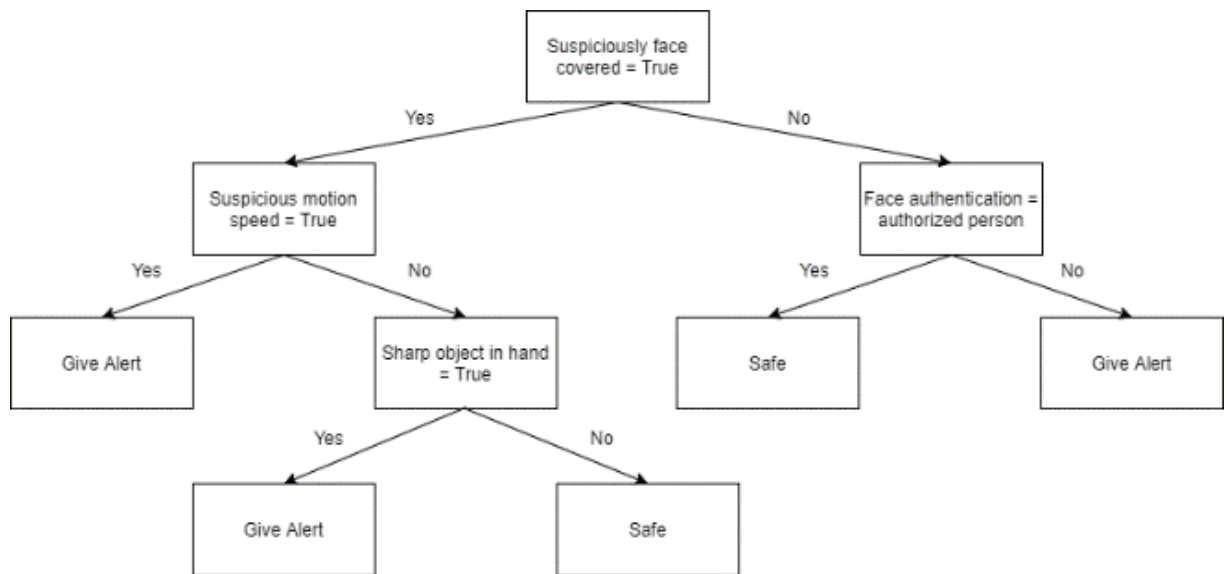 Suspiciously face
covered = True
Yes
No
Suspicious motion
speed = True
Face authentication =
authorized person
Yes
No
Yes
No
Give Alert
Sharp object in hand
= True
Safe
Give Alert
Yes
No
Give Alert
Safe